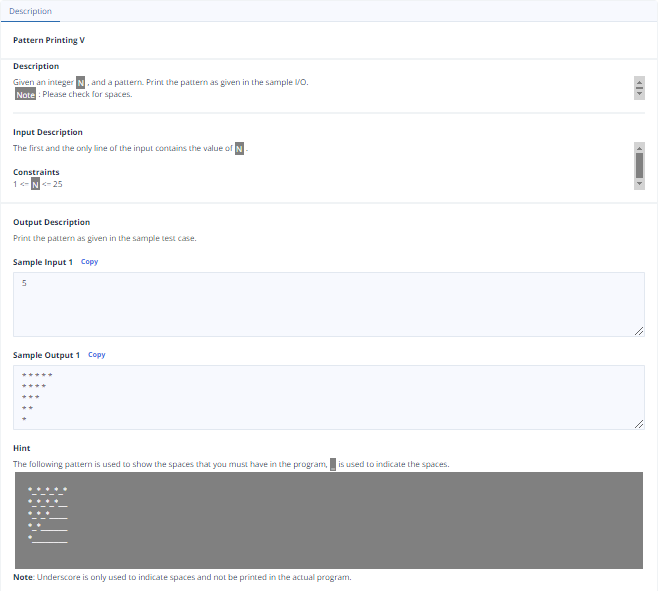 Description
Pattern Printing V
Description
Given an integer N , and a pattern. Print the pattern as given in the sample I/O.
Note : Please check for spaces.
Input Description
The first and the only line of the input contains the value of N .
Constraints
1 <= N <= 25
Output Description
Print the pattern as given in the sample test case.
Sample Input 1 Copy
5
Sample Output 1 Copy
* * * * *
* * * *
* * *
* *
*
Hint
The following pattern is used to show the spaces that you must have in the program, _ is used to indicate the spaces.
*_*_*_*_*
*_*_*_*__
*_*_*____
*_*______
*________
Note: Underscore is only used to indicate spaces and not be printed in the actual program.